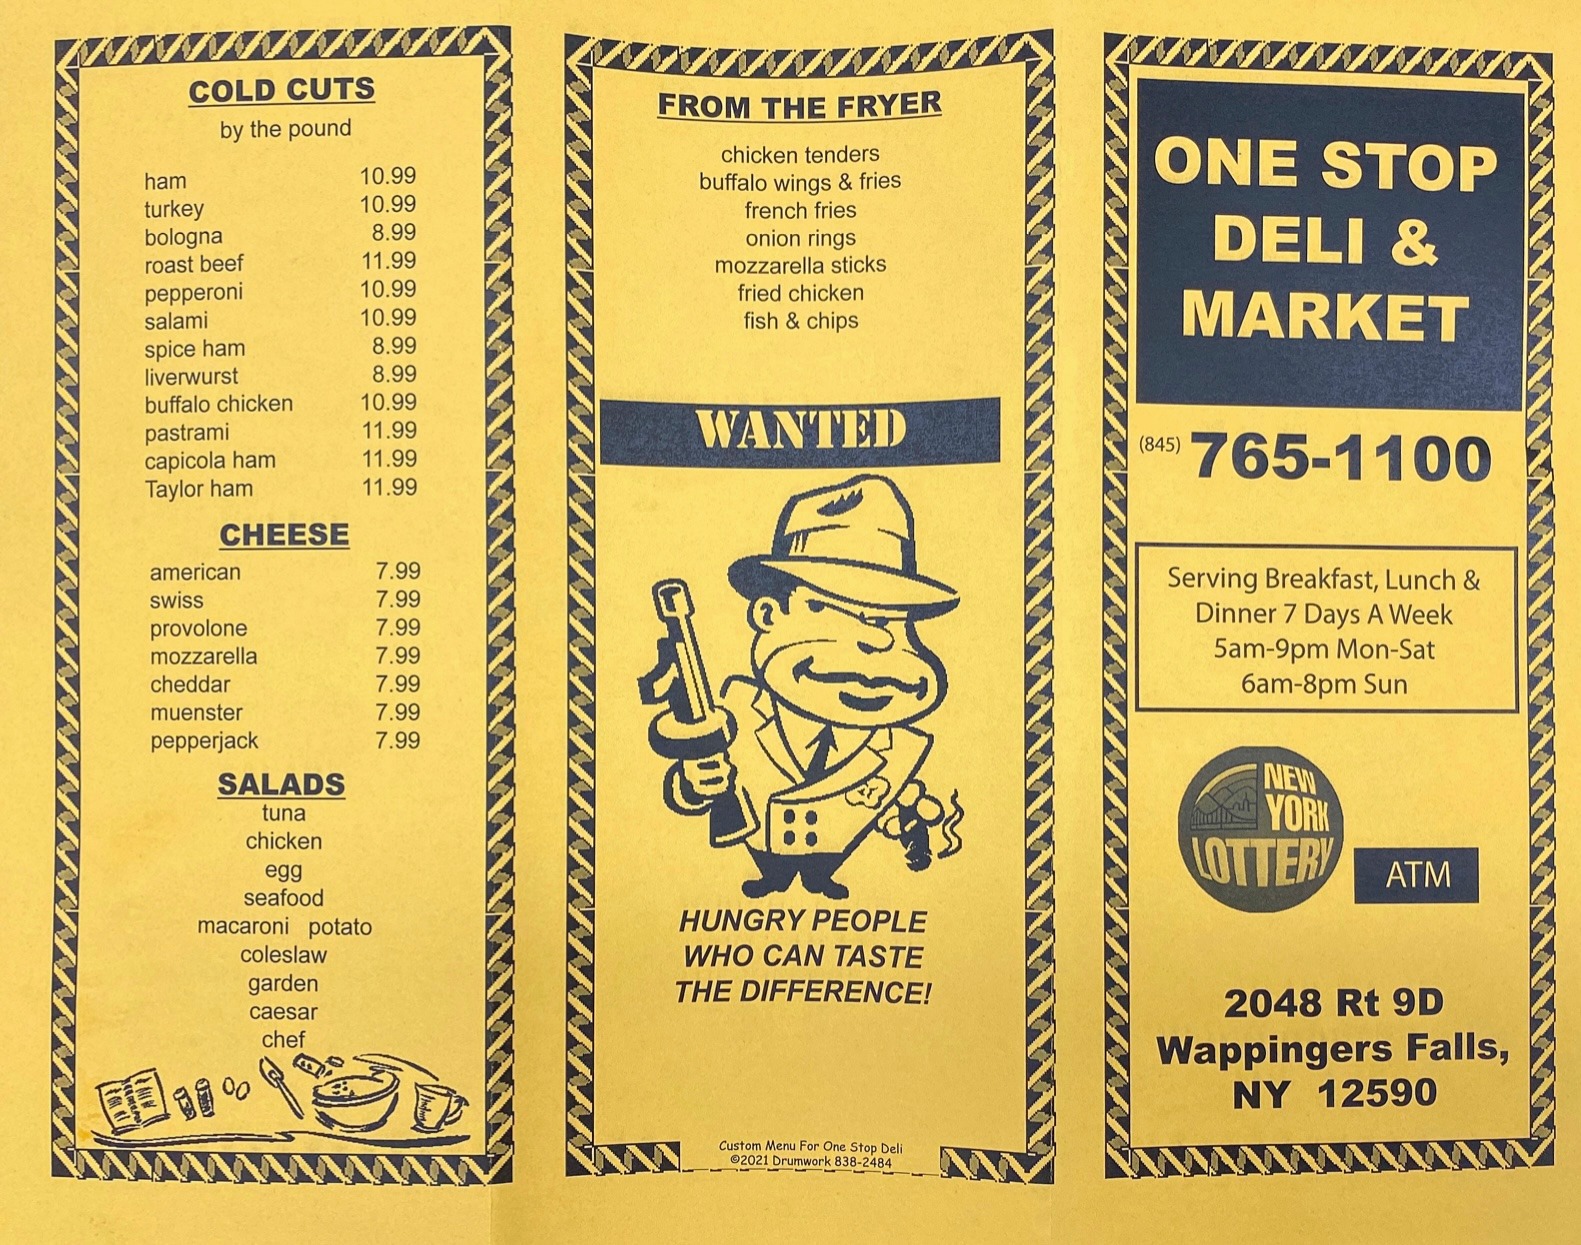 COLD CUTS
by the pound
ham 10.99
turkey 10.99
bologna 8.99
roast beef 11.99
pepperoni 10.99
salami 10.99
spice ham 8.99
liverwurst 8.99
buffalo chicken 10.99
pastrami 11.99
capicola ham 11.99
Taylor ham 11.99
CHEESE
american 7.99
swiss 7.99
provolone 7.99
mozzarella 7.99
cheddar 7.99
muenster 7.99
pepperjack 7.99
SALADS
tuna
chicken
egg
seafood
macaroni potato
coleslaw
garden
caesar
chef
FROM THE FRYER
chicken tenders
buffalo wings & fries
french fries
onion rings
mozzarella sticks
fried chicken
fish & chips
WANTED
HUNGRY PEOPLE
WHO CAN TASTE
THE DIFFERENCE!
Custom Menu For One Stop Deli
©2021 Drumwork 838-2484
ONE STOP
DELI &
MARKET
(845) 765-1100
Serving Breakfast, Lunch &
Dinner 7 Days A Week
5am-9pm Mon-Sat
6am-8pm Sun
NEW
YORK
LOTTERY
ATM
2048 Rt 9D
Wappingers Falls,
NY 12590